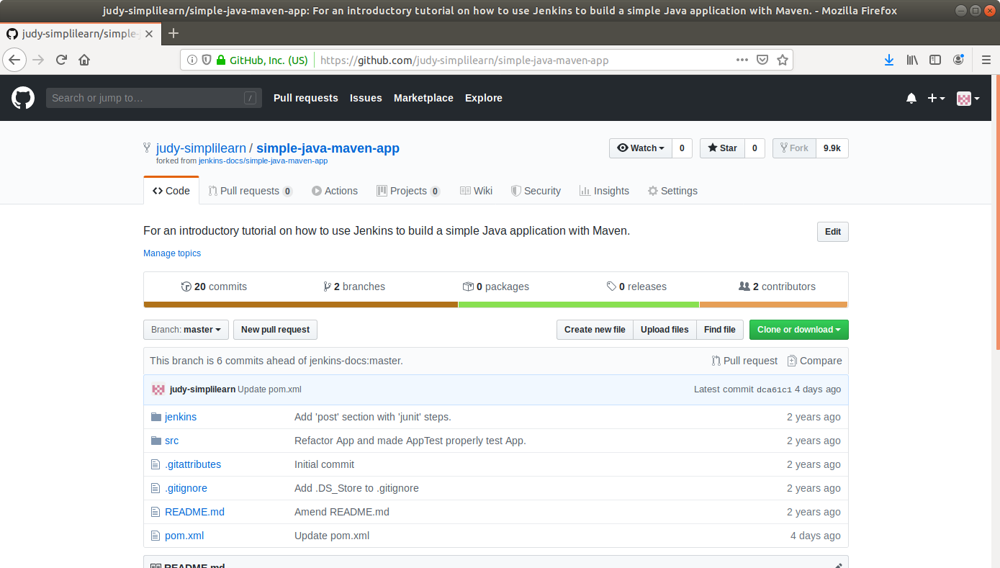 judy-simplilearn/simple-java-maven-app: For an introductory tutorial on how to use Jenkins to build a simple Java application with Maven. - Mozilla Firefox
judy-simplilearn/simple-
GitHub, Inc. (US) https://github.com/judy-simplilearn/simple-java-maven-app
Search or jump to… / Pull requests Issues Marketplace Explore
judy-simplilearn / simple-java-maven-app Watch 0 Star 0 Fork 9.9k
forked from jenkins-docs/simple-java-maven-app
Code Pull requests 0 Actions Projects 0 Wiki Security Insights Settings
For an introductory tutorial on how to use Jenkins to build a simple Java application with Maven. Edit
Manage topics
20 commits 2 branches 0 packages 0 releases 2 contributors
Branch: master New pull request Create new file Upload files Find file Clone or download
This branch is 6 commits ahead of jenkins-docs:master. Pull request Compare
judy-simplilearn Update pom.xml Latest commit dca61c1 4 days ago
jenkins Add 'post' section with 'junit' steps. 2 years ago
src Refactor App and made AppTest properly test App. 2 years ago
.gitattributes Initial commit 2 years ago
.gitignore Add .DS_Store to .gitignore 2 years ago
README.md Amend README.md 2 years ago
pom.xml Update pom.xml 4 days ago
README.md